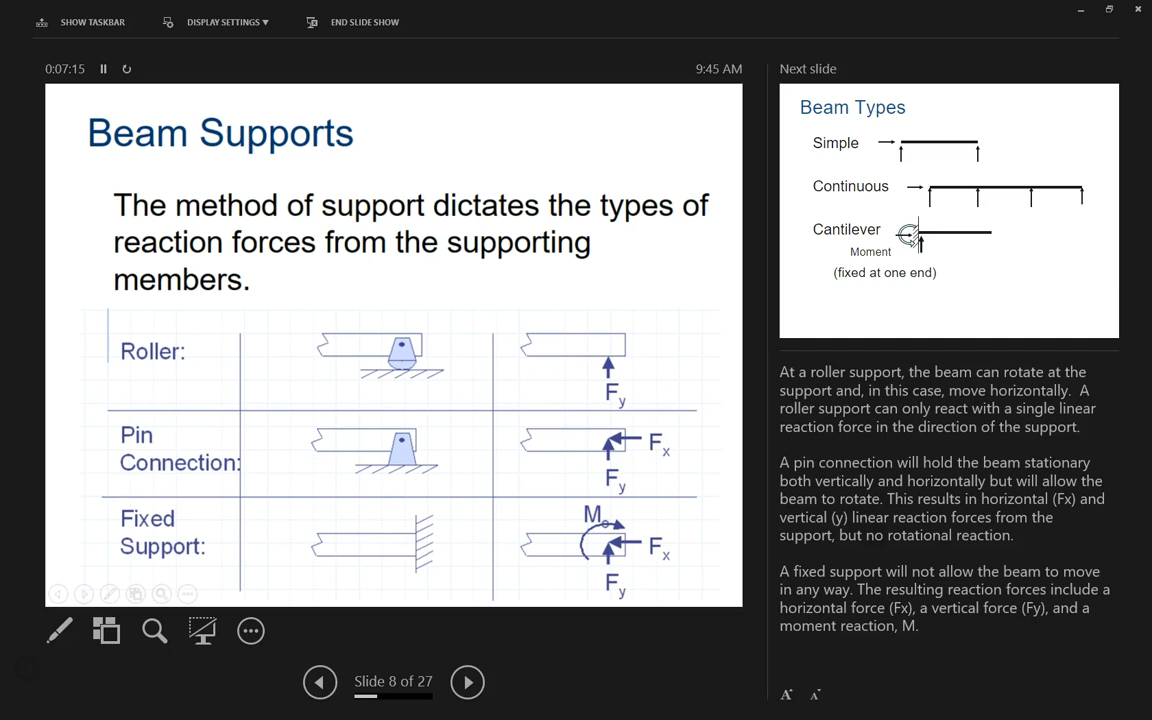 SHOW TASKBAR
DISPLAY SETTINGS ▼
END SLIDE SHOW
0:07:15
9:45 AM
Beam Supports
The method of support dictates the types of
reaction forces from the supporting
members.
Roller:
Fy
Pin
Connection:
Fx
Fy
Fixed
Support:
Mo
Fx
Fy
Slide 8 of 27
Next slide
Beam Types
Simple
Continuous
Cantilever
Moment
(fixed at one end)
At a roller support, the beam can rotate at the
support and, in this case, move horizontally. A
roller support can only react with a single linear
reaction force in the direction of the support.
A pin connection will hold the beam stationary
both vertically and horizontally but will allow the
beam to rotate. This results in horizontal (Fx) and
vertical (y) linear reaction forces from the
support, but no rotational reaction.
A fixed support will not allow the beam to move
in any way. The resulting reaction forces include a
horizontal force (Fx), a vertical force (Fy), and a
moment reaction, M.
A A